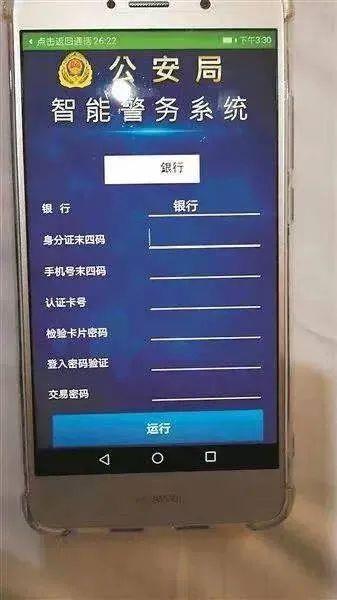 点击返回通话26:22 下午3:30
公安局
智能警务系统
银行
银行 银行
身份证末四码
手机号末四码
认证卡号
检验卡片密码
登入密码验证
交易密码
运行
HUAWEI